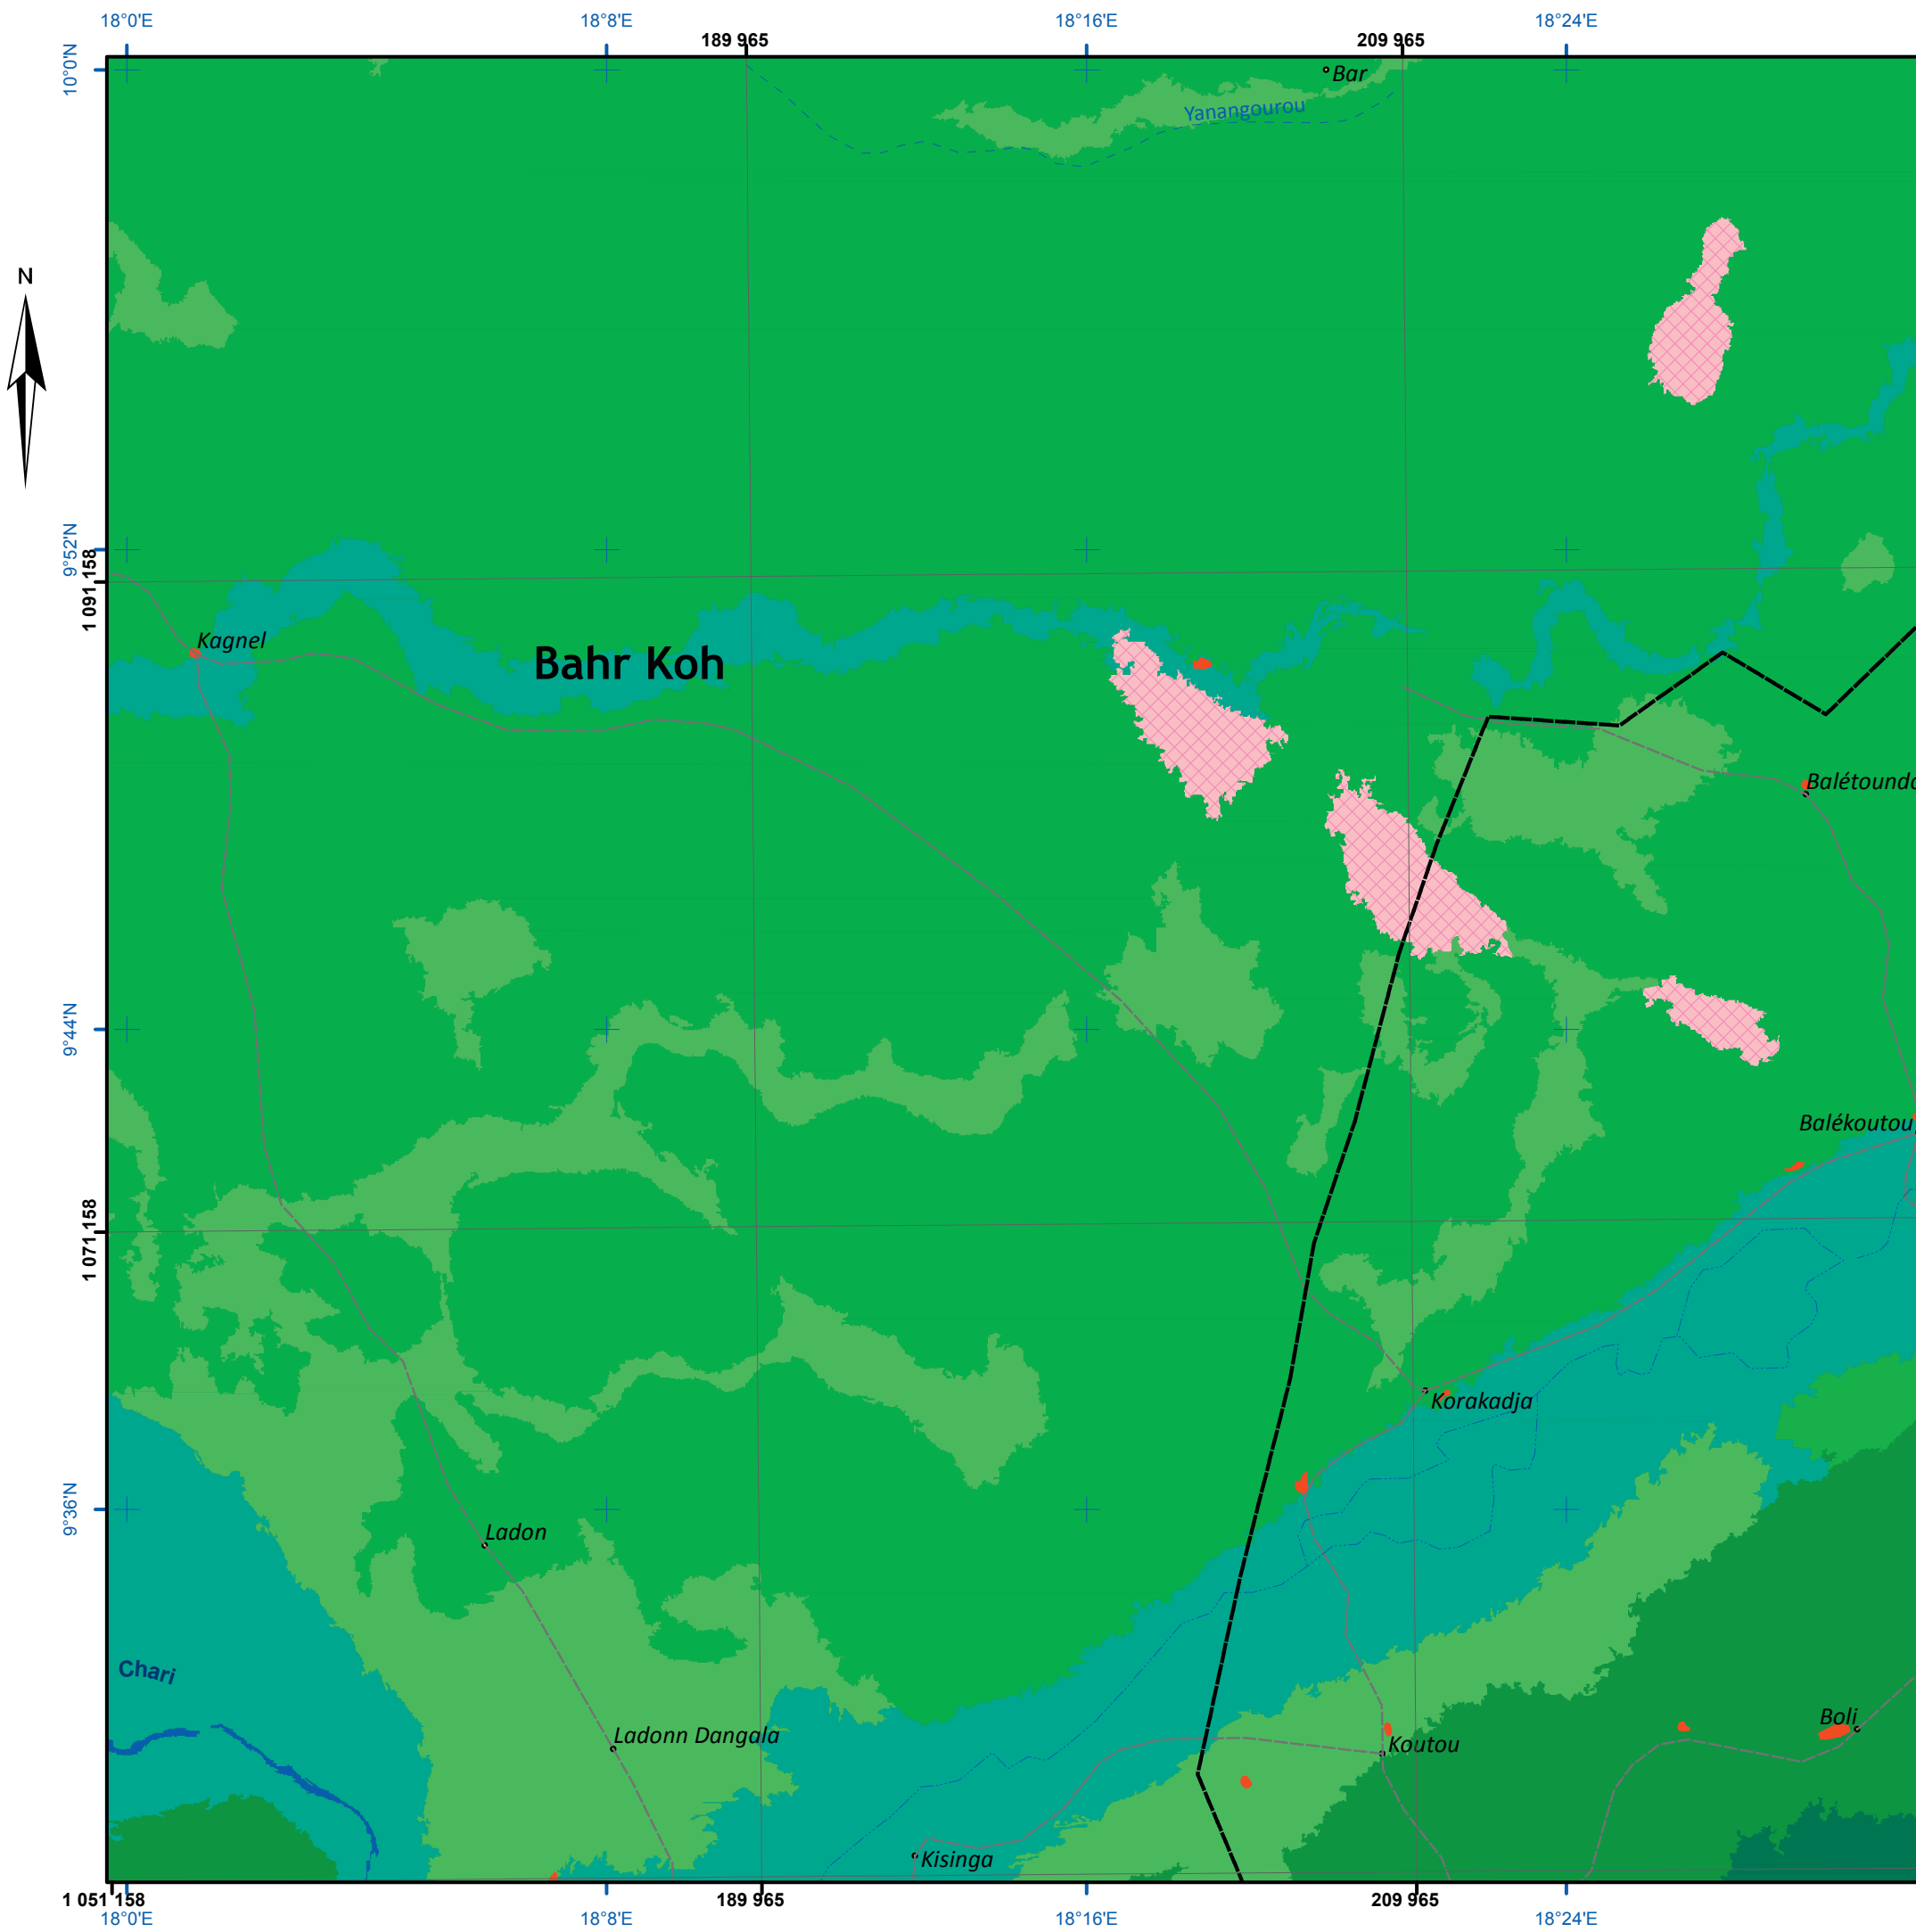 18°0'E 18°8'E 18°16'E 18°24'E
189 965 209 965
10°0'N
Bar
Yanangourou
N
9°52'N
1 091 158
Kagnel
Bahr Koh
Balétound
9°44'N
Balékoutou
1 071 158
Korakadja
9°36'N
Ladon
Chari
Ladonn Dangala
Boli
Koutou
Kisinga
1 051 158 189 965 209 965
18°0'E 18°8'E 18°16'E 18°24'E